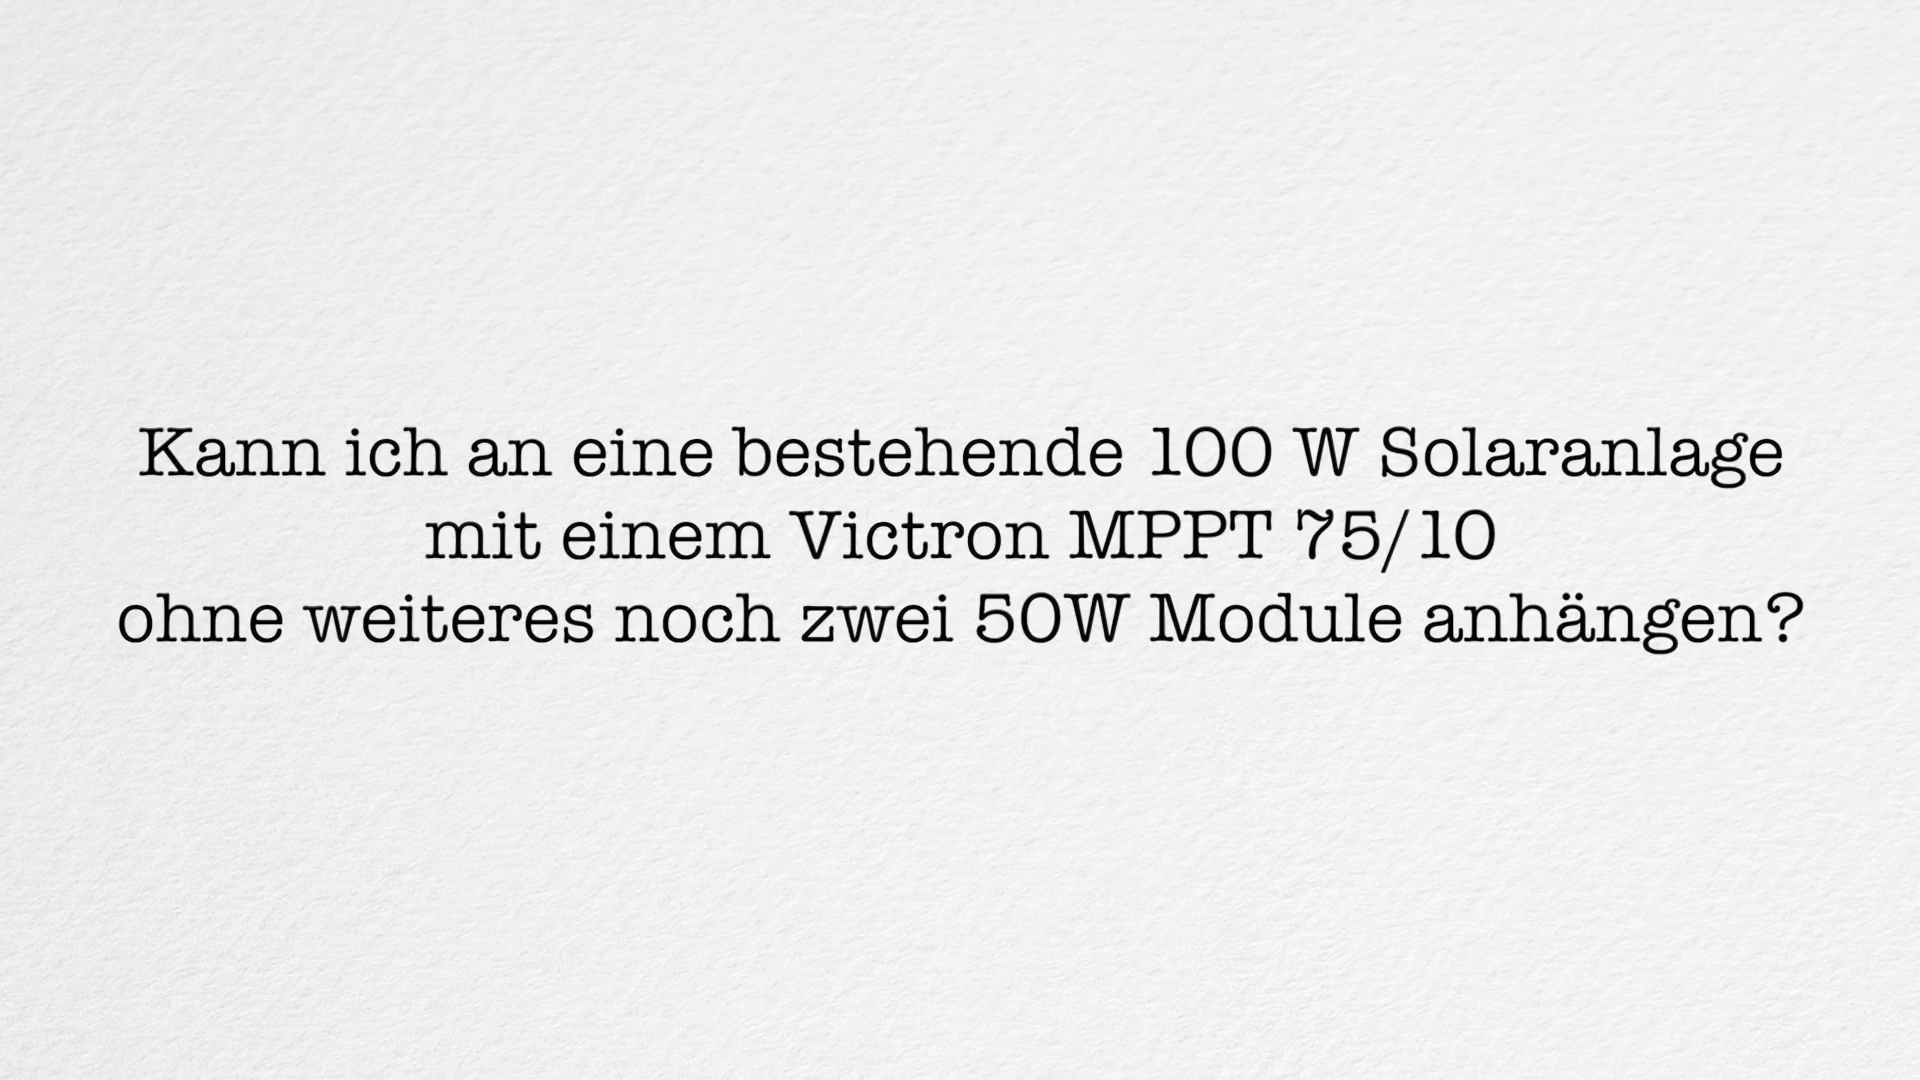 Kann ich an eine bestehende 100 W Solaranlage
mit einem Victron MPPT 75/10
ohne weiteres noch zwei 50W Module anhängen?